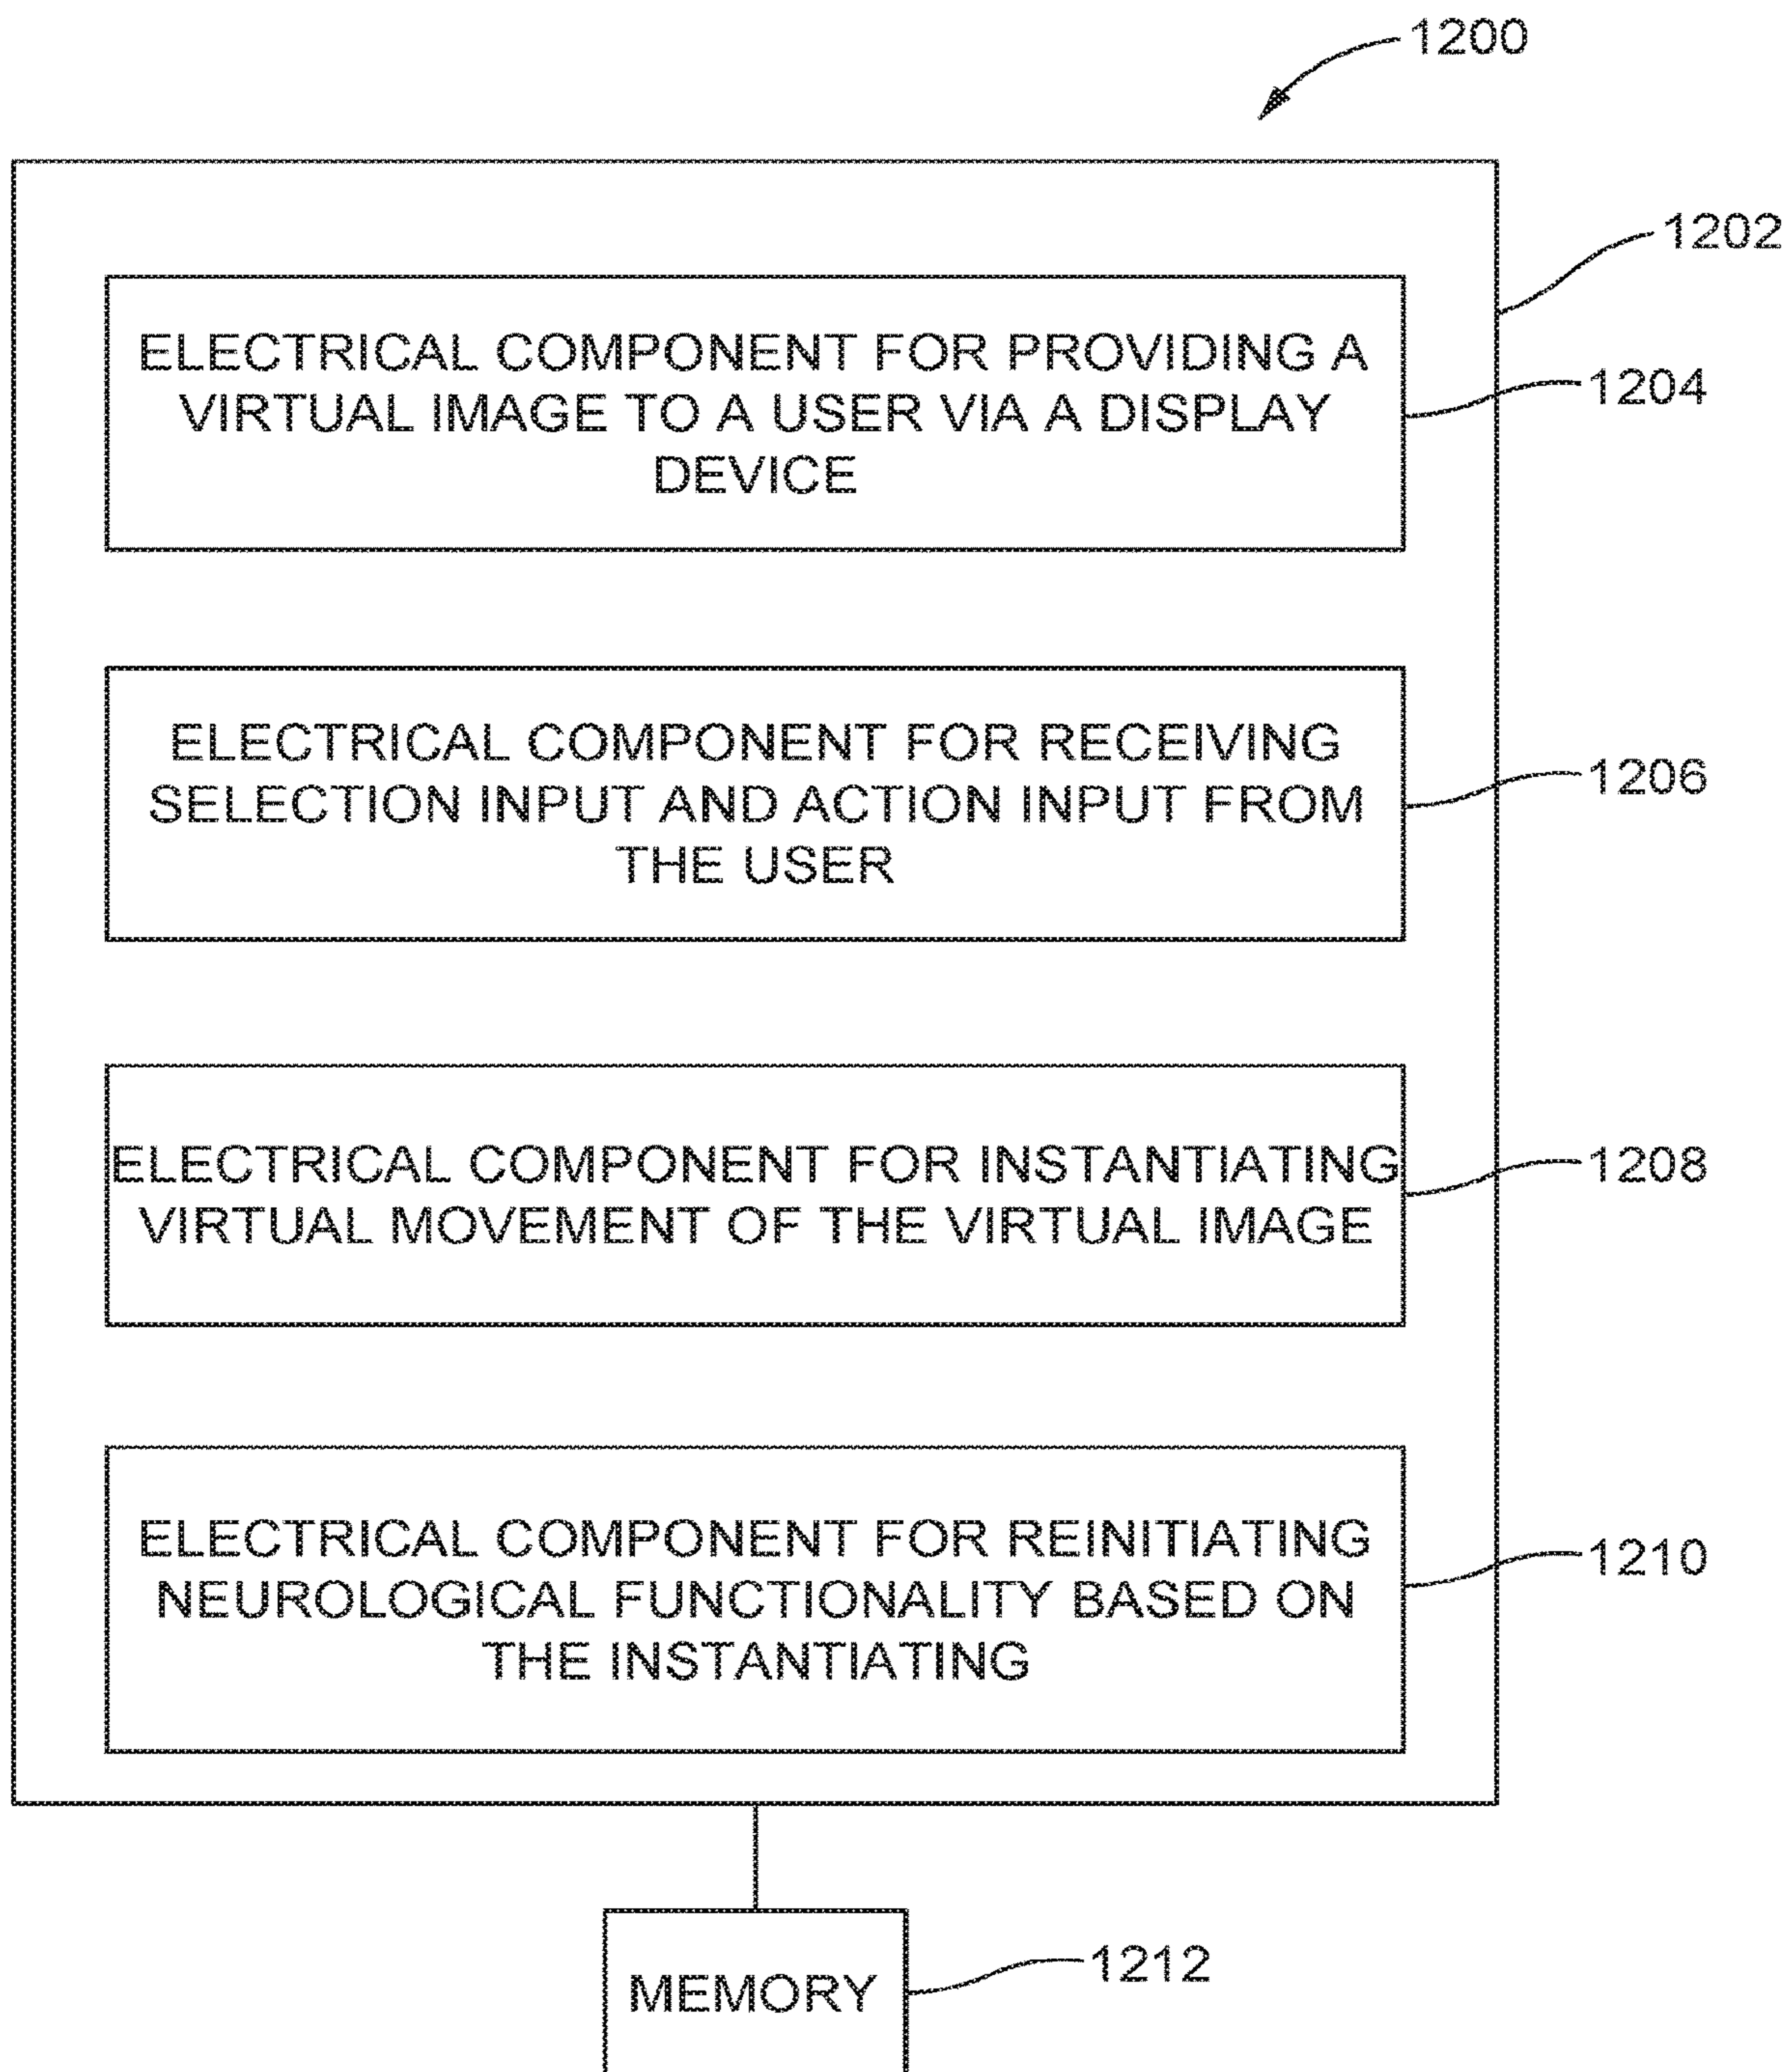 1200
1202
ELECTRICAL COMPONENT FOR PROVIDING A
VIRTUAL IMAGE TO A USER VIA A DISPLAY
DEVICE
1204
ELECTRICAL COMPONENT FOR RECEIVING
SELECTION INPUT AND ACTION INPUT FROM
THE USER
1206
ELECTRICAL COMPONENT FOR INSTANTIATING
VIRTUAL MOVEMENT OF THE VIRTUAL IMAGE
1208
ELECTRICAL COMPONENT FOR REINITIATING
NEUROLOGICAL FUNCTIONALITY BASED ON
THE INSTANTIATING
1210
MEMORY
1212